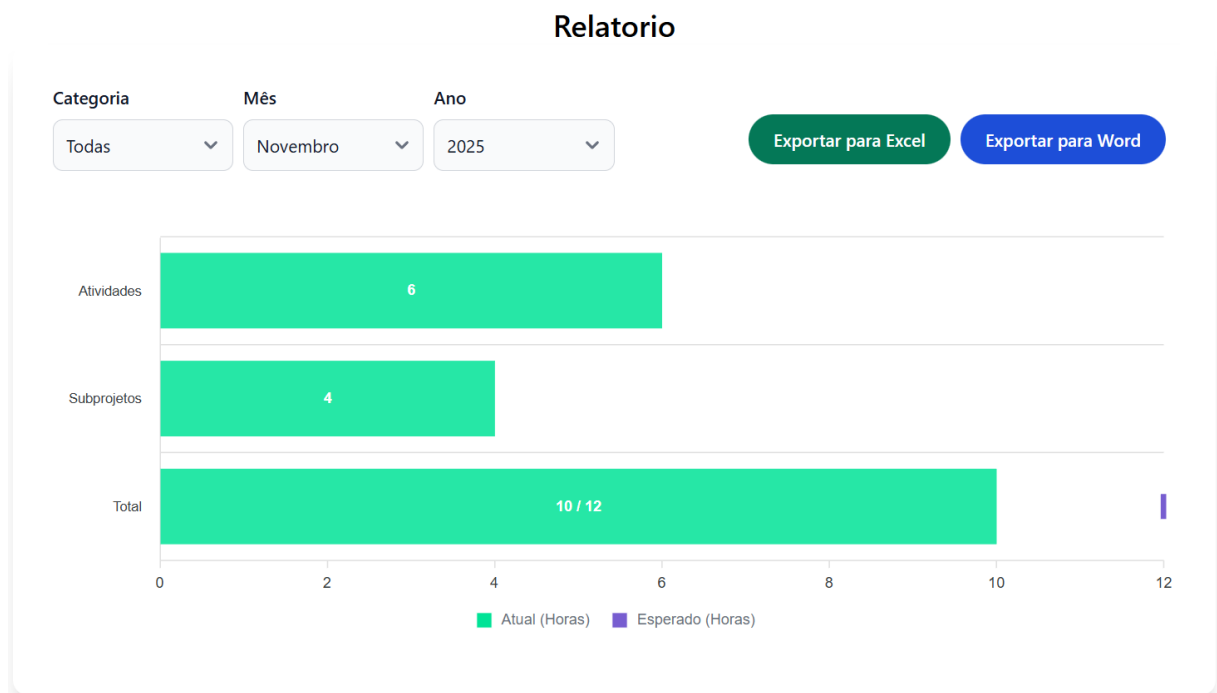 Relatorio
Categoria
Mês
Ano
Todas
Novembro
2025
Exportar para Excel
Exportar para Word
Atividades
6
Subprojetos
4
Total
10 / 12
0
2
4
6
8
10
12
Atual (Horas)
Esperado (Horas)